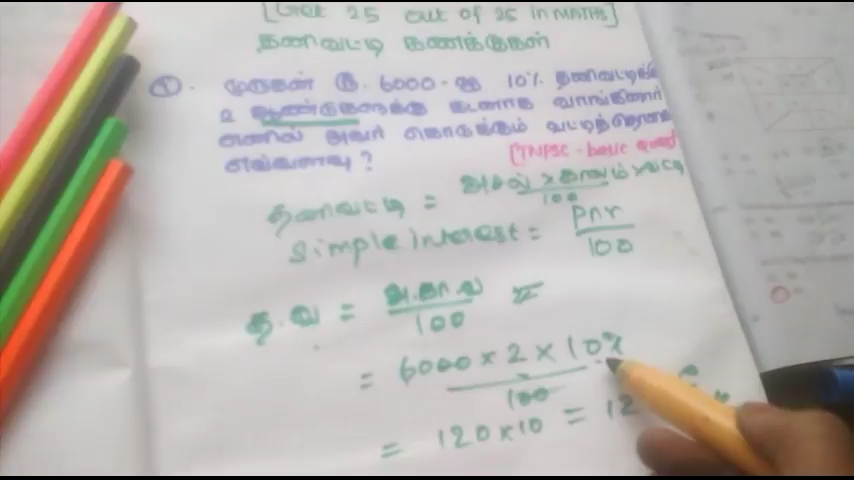 [Get 25 out of 25 in MATHS]
தனிவட்டி கணக்குகள்
①. முருகன் ரூ. 6000-ஐ 10% தனிவட்டிக்கு
2 ஆண்டுகளுக்கு கடனாக வாங்கினார்
எனில் அவர் கொடுக்கும் வட்டித்தொகை
எவ்வளவு?
[TNPSC - basic
தனிவட்டி = அசல் × காலம் × வட்டி / 100
Simple interest = Pnr / 100
த.வ = அ.கா.வ / 100
= 6000 × 2 × 10% / 100
= 120 × 10 = 12